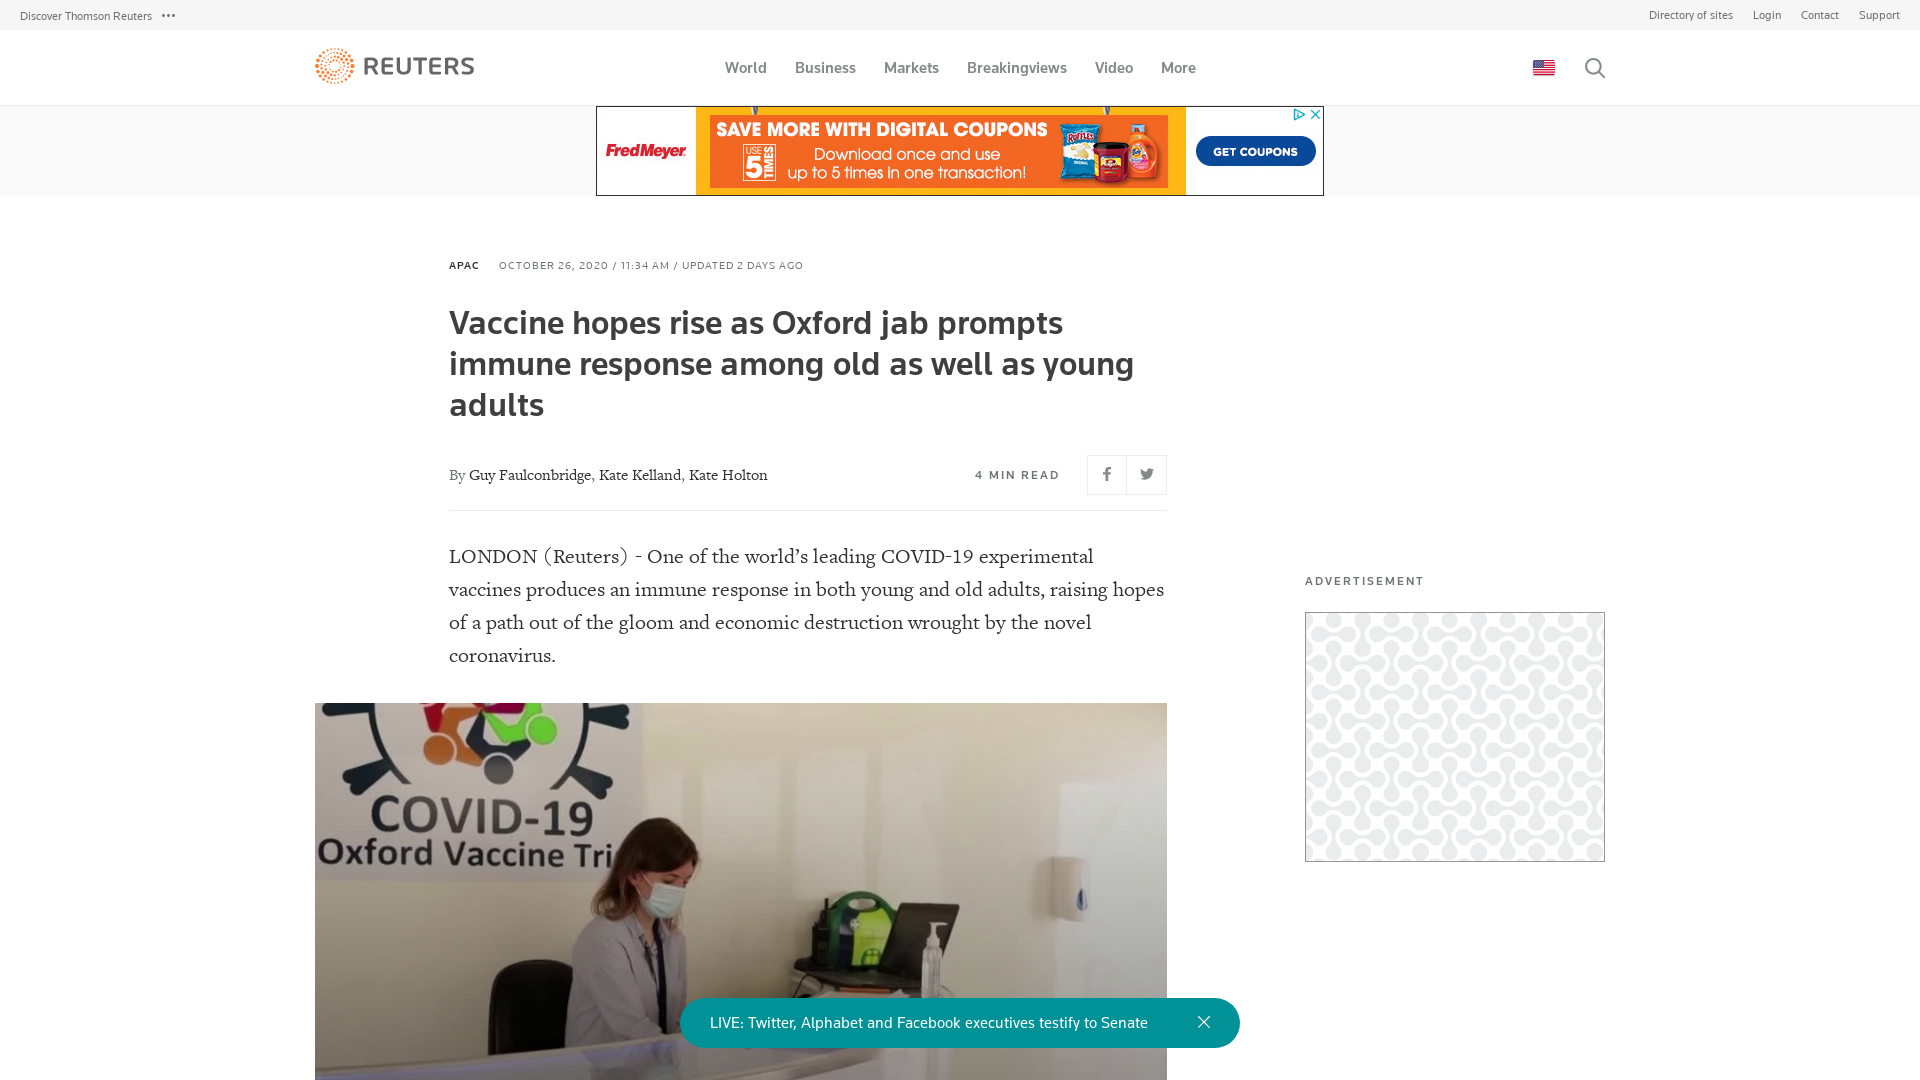 Discover Thomson Reuters
Directory of sites
Login
Contact
Support
REUTERS
World
Business
Markets
Breakingviews
Video
More
FredMeyer
SAVE MORE WITH DIGITAL COUPONS
USE 5 TIMES
Download once and use
up to 5 times in one transaction!
RUFFLES
GET COUPONS
APAC OCTOBER 26, 2020 / 11:34 AM / UPDATED 2 DAYS AGO
Vaccine hopes rise as Oxford jab prompts
immune response among old as well as young
adults
By Guy Faulconbridge, Kate Kelland, Kate Holton
4 MIN READ
LONDON (Reuters) - One of the world’s leading COVID-19 experimental
vaccines produces an immune response in both young and old adults, raising hopes
of a path out of the gloom and economic destruction wrought by the novel
coronavirus.
ADVERTISEMENT
COVID-19
Oxford Vaccine Tri
LIVE: Twitter, Alphabet and Facebook executives testify to Senate